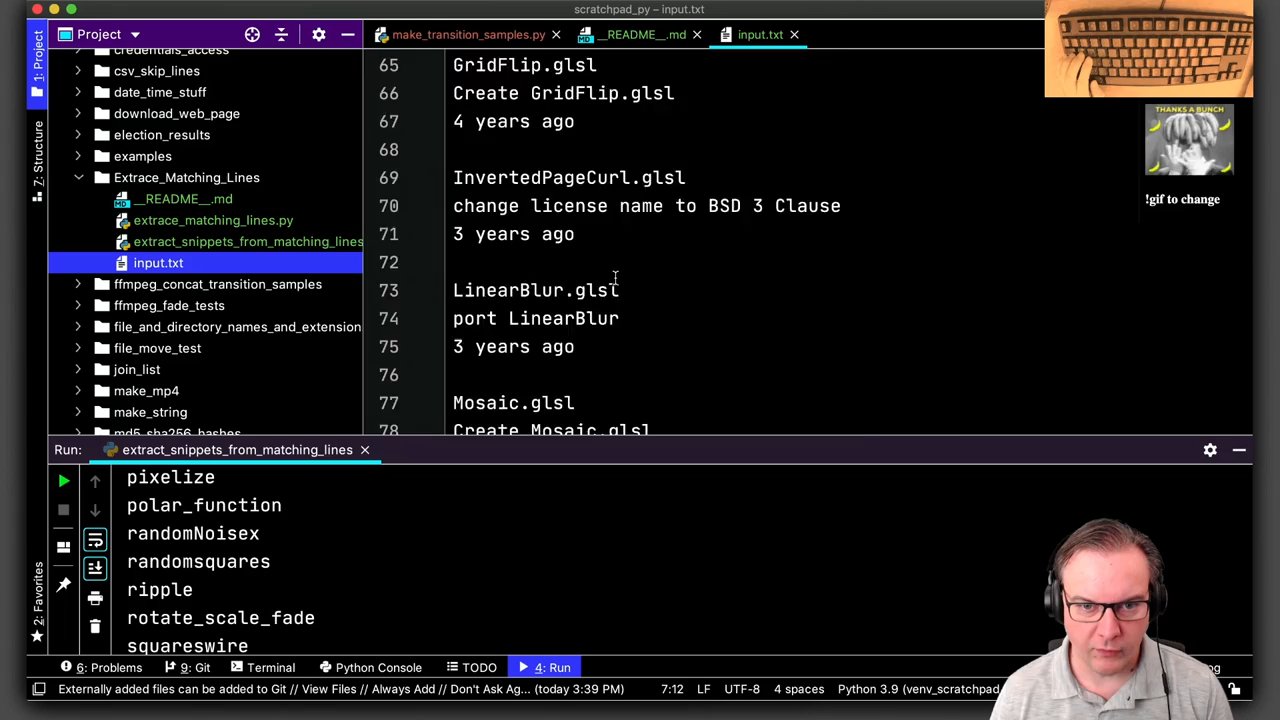 scratchpad_py – input.txt
Project
make_transition_samples.py
__README__.md
input.txt
1: Project
7: Structure
2: Favorites
credentials_access
csv_skip_lines
date_time_stuff
download_web_page
election_results
examples
Extrace_Matching_Lines
__README__.md
extrace_matching_lines.py
extract_snippets_from_matching_lines
input.txt
ffmpeg_concat_transition_samples
ffmpeg_fade_tests
file_and_directory_names_and_extension
file_move_test
join_list
make_mp4
make_string
md5_sha256_hashes
65 GridFlip.glsl
66 Create GridFlip.glsl
67 4 years ago
68
69 InvertedPageCurl.glsl
70 change license name to BSD 3 Clause
71 3 years ago
72
73 LinearBlur.glsl
74 port LinearBlur
75 3 years ago
76
77 Mosaic.glsl
78 Create Mosaic.glsl
THANKS A BUNCH
!gif to change
Run: extract_snippets_from_matching_lines
pixelize
polar_function
randomNoisex
randomsquares
ripple
rotate_scale_fade
squareswire
6: Problems
9: Git
Terminal
Python Console
TODO
4: Run
Externally added files can be added to Git // View Files // Always Add // Don't Ask Ag... (today 3:39 PM)
7:12 LF UTF-8 4 spaces Python 3.9 (venv_scratchpad